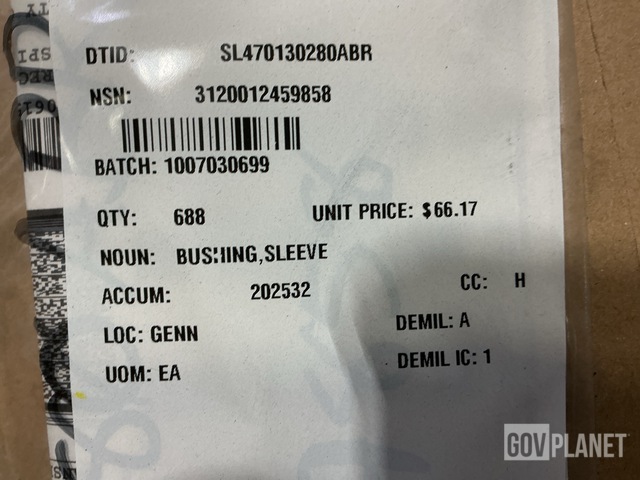 DTID: SL470130280ABR
NSN: 3120012459858
BATCH: 1007030699
QTY: 688 UNIT PRICE: $66.17
NOUN: BUSHING,SLEEVE
ACCUM: 202532 CC: H
LOC: GENN DEMIL: A
UOM: EA DEMIL IC: 1
GOVPLANET